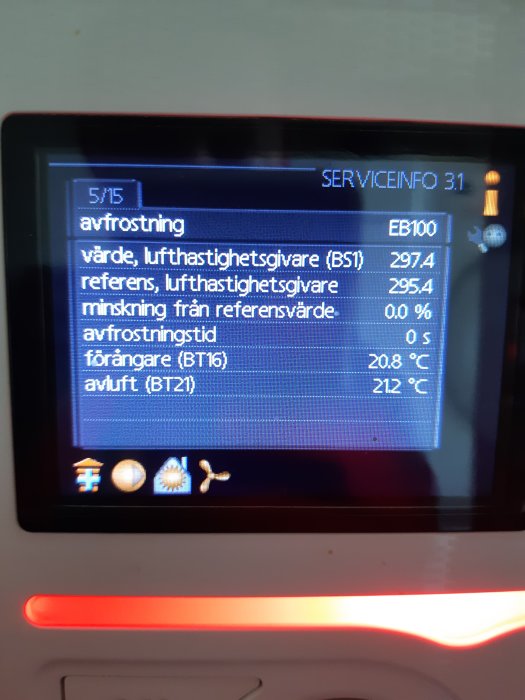 SERVICEINFO 3.1
5/15
avfrostning EB100
värde, lufthastighetsgivare (BS1) 297.4
referens, lufthastighetsgivare 295.4
minskning från referensvärde 0.0 %
avfrostningstid 0 s
förångare (BT16) 20.8 °C
avluft (BT21) 21.2 °C